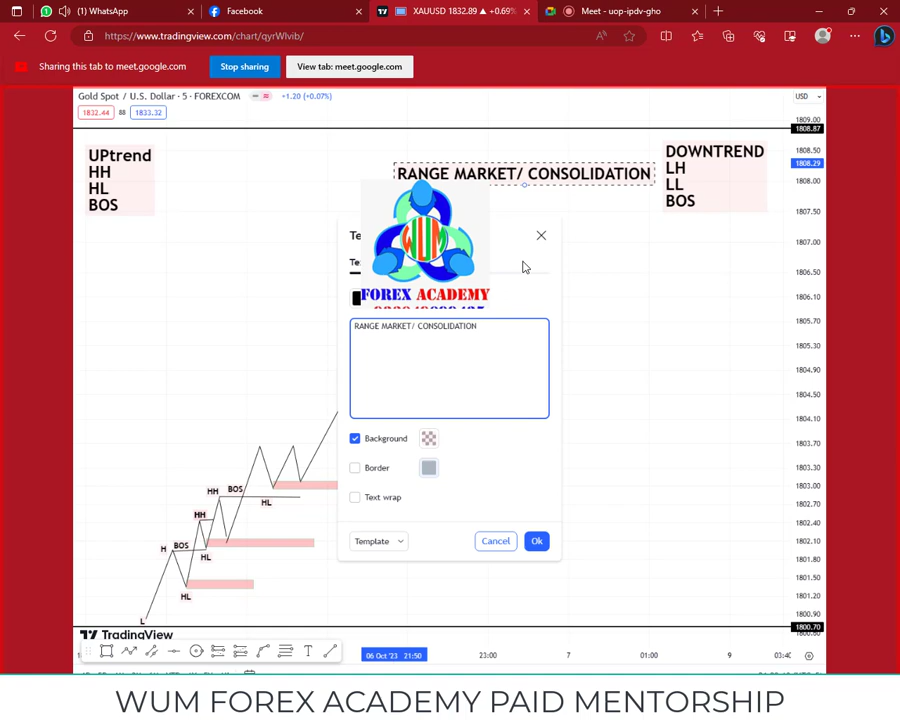 (1) WhatsApp
Facebook
XAUUSD 1832.89 ▲ +0.69%
Meet - uop-ipdv-gho
https://www.tradingview.com/chart/qyrWlvib/
Sharing this tab to meet.google.com
Stop sharing
View tab: meet.google.com
Gold Spot / U.S. Dollar · 5 · FOREXCOM
+1.20 (+0.07%)
USD
1832.44
88
1833.32
1809.00
1808.87
1808.50
1808.29
1808.00
1807.50
1807.00
1806.50
1806.10
1805.70
1805.30
1804.90
1804.50
1804.10
1803.70
1803.30
1803.00
1802.70
1802.40
1802.10
1801.80
1801.50
1801.20
1800.90
1800.70
UPtrend
HH
HL
BOS
RANGE MARKET/ CONSOLIDATION
DOWNTREND
LH
LL
BOS
WUM
FOREX ACADEMY
RANGE MARKET/ CONSOLIDATION
Background
Border
Text wrap
Template
Cancel
Ok
HH
BOS
HL
HH
H
BOS
HL
HL
L
TradingView
06 Oct '23 21:50
23:00
7
01:00
9
WUM FOREX ACADEMY PAID MENTORSHIP